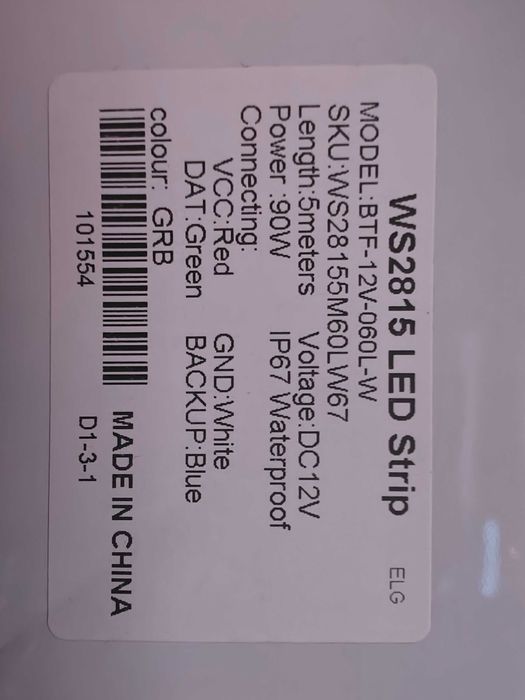 WS2815 LED Strip ELG
MODEL:BTF-12V-060L-W
SKU:WS28155M60LW67
Length:5meters Voltage:DC12V
Power :90W IP67 Waterproof
Connecting:
VCC:Red GND:White
DAT:Green BACKUP:Blue
colour: GRB
MADE IN CHINA
101554 D1-3-1